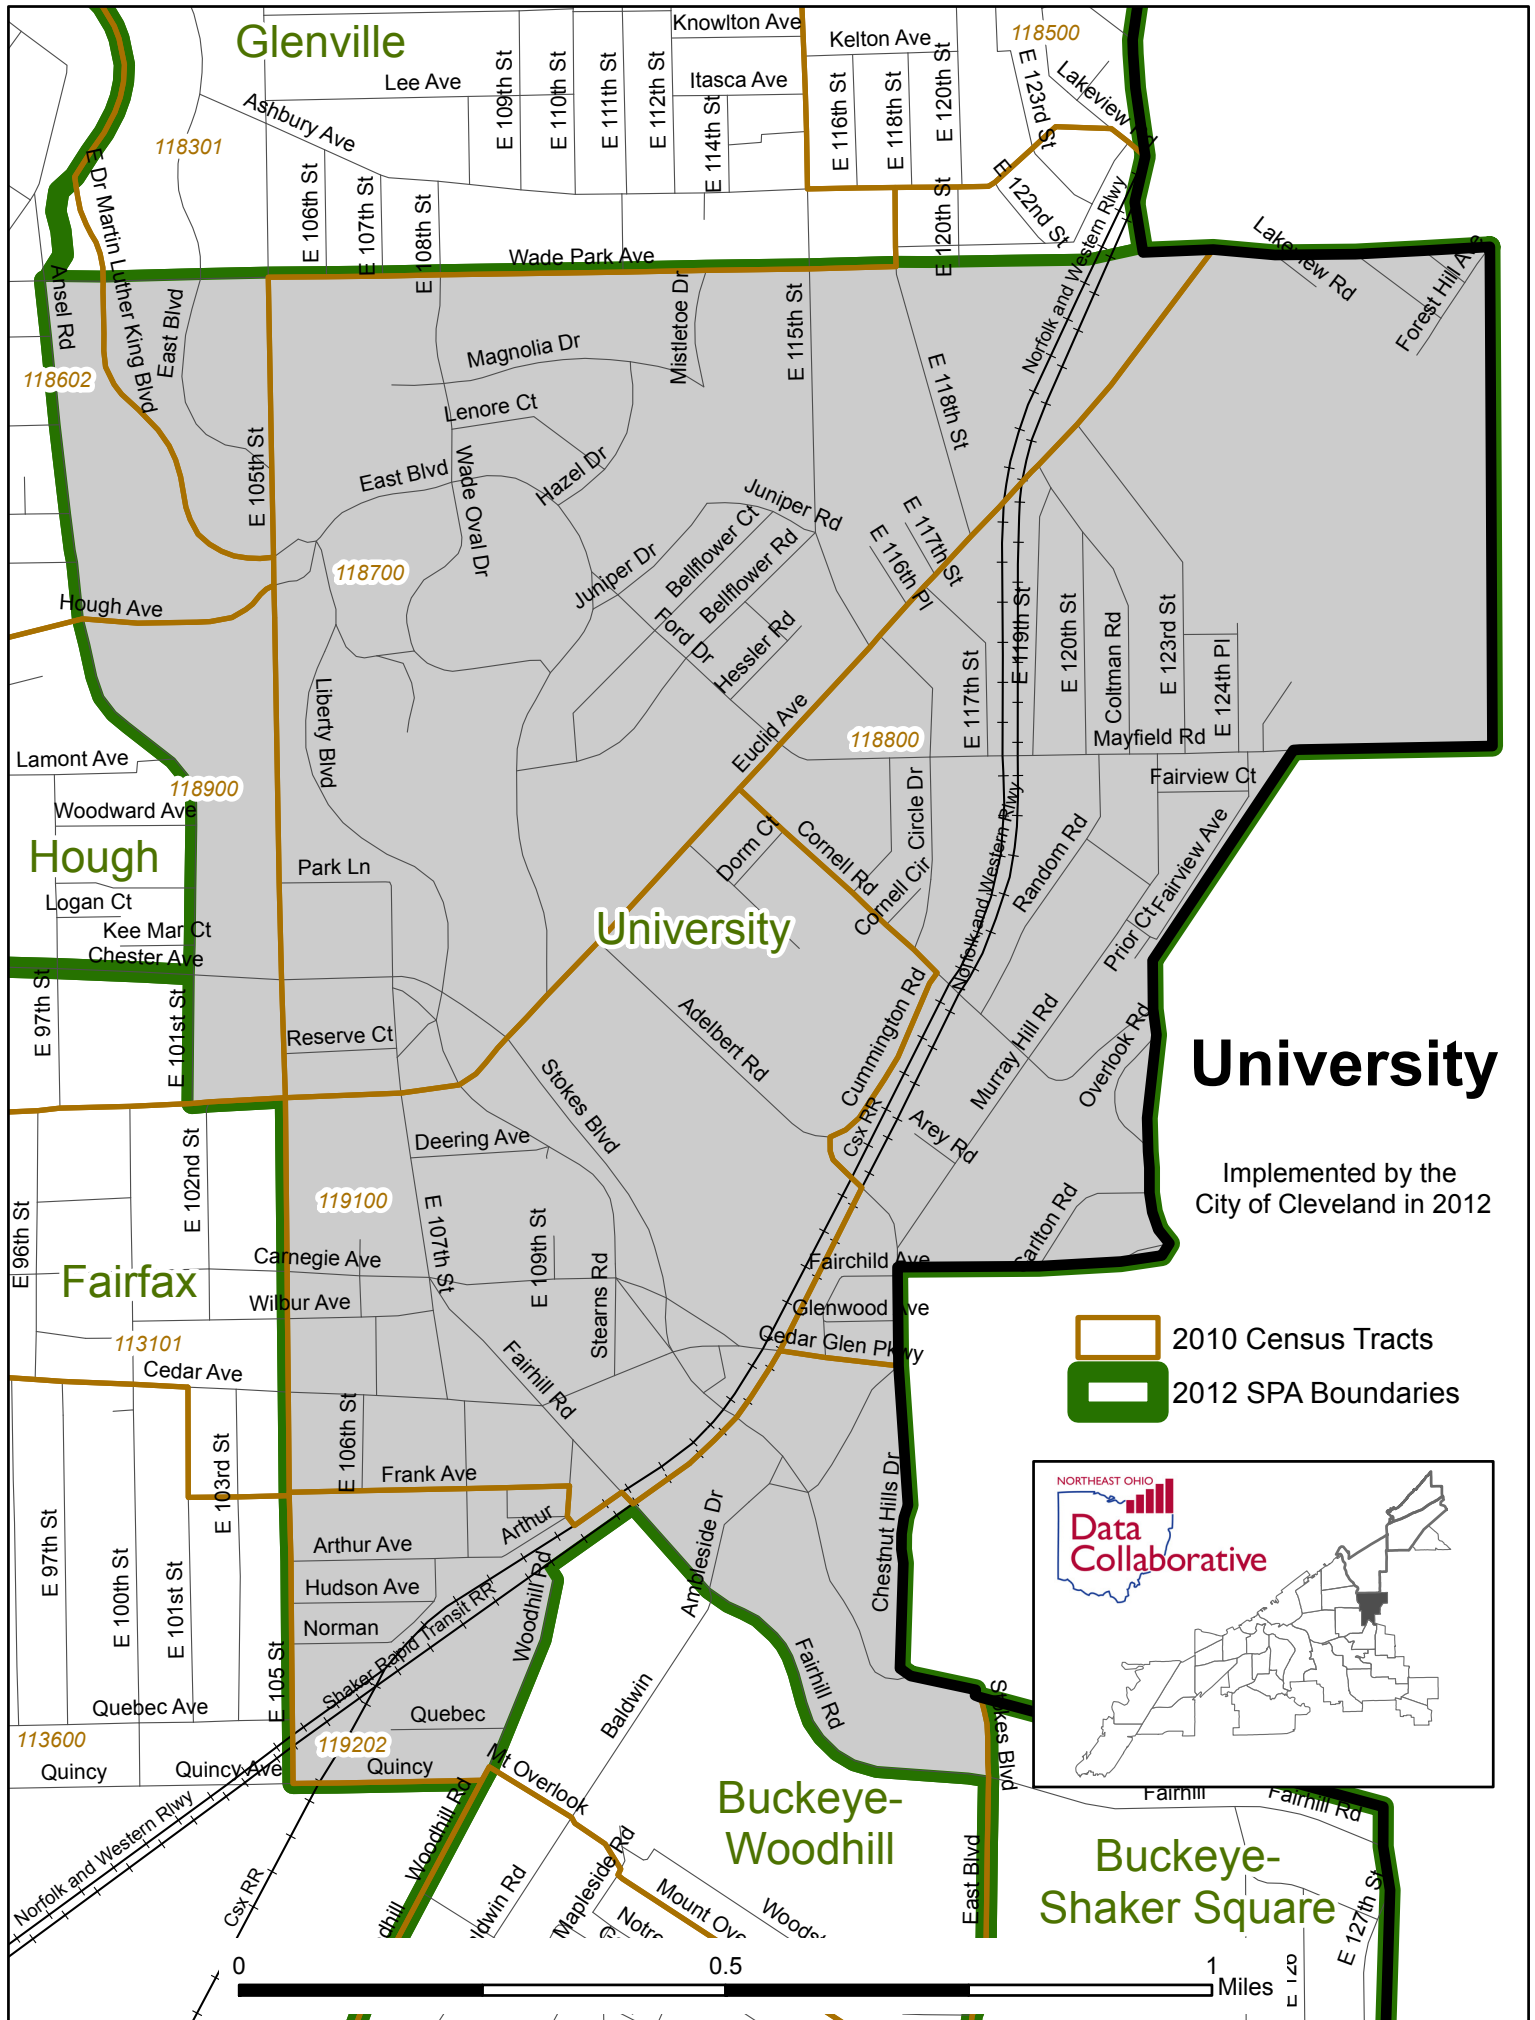 Glenville
Knowlton Ave
Kelton Ave
118500
Lee Ave
Itasca Ave
Ashbury Ave
E 109th St
E 110th St
E 111th St
E 112th St
E 114th St
E 116th St
E 118th St
E 120th St
E 123rd St
Lakeview Rd
118301
E Dr Martin Luther King Blvd
E 106th St
E 107th St
E 108th St
E 120th St
E 122nd St
Norfolk and Western Rlwy
Wade Park Ave
Lakeview Rd
Forest Hill Ave
Ansel Rd
East Blvd
Mistletoe Dr
E 115th St
Magnolia Dr
118602
E 118th St
Lenore Ct
E 105th St
East Blvd
Wade Oval Dr
Hazel Dr
Juniper Rd
Bellflower Ct
Bellflower Rd
E 117th St
E 116th Pl
118700
Juniper Dr
Ford Dr
Hessler Rd
Hough Ave
E 119th St
E 120th St
Coltman Rd
E 123rd St
E 124th Pl
E 117th St
Liberty Blvd
Euclid Ave
118800
Mayfield Rd
Lamont Ave
118900
Woodward Ave
Fairview Ct
Circle Dr
Norfolk and Western Rlwy
Random Rd
Fairview Ave
Hough
Park Ln
Dorm Ct
Cornell Rd
Cornell Cir
Logan Ct
Kee Mar Ct
Chester Ave
University
Prior Ct
E 97th St
E 101st St
Reserve Ct
Adelbert Rd
Cummington Rd
Murray Hill Rd
Overlook Rd
University
Stokes Blvd
Csx RR
Arey Rd
Deering Ave
E 102nd St
Implemented by the
City of Cleveland in 2012
119100
E 96th St
E 107th St
E 109th St
Stearns Rd
Carnegie Ave
Fairchild Ave
Fairfax
Wilbur Ave
Glenwood Ave
113101
Cedar Glen Pkwy
2010 Census Tracts
Cedar Ave
Fairhill Rd
2012 SPA Boundaries
E 103rd St
E 106th St
Frank Ave
Chestnut Hills Dr
NORTHEAST OHIO
Data
Collaborative
E 97th St
E 100th St
E 101st St
Arthur Ave
Arthur
Hudson Ave
Norman
Woodhill Rd
Ambleside Dr
Shaker Rapid Transit RR
E 105 St
Fairhill Rd
Baldwin
Stokes Blvd
Quebec Ave
Quebec
113600
119202
Quincy
Quincy Ave
Quincy
Mt Overlook
Buckeye-
Woodhill
Fairhill
Fairhill Rd
Norfolk and Western Rlwy
Csx RR
Woodhill Rd
Mapleside Rd
Mount
East Blvd
Buckeye-
Shaker Square
E 127th St
0
0.5
1
Miles